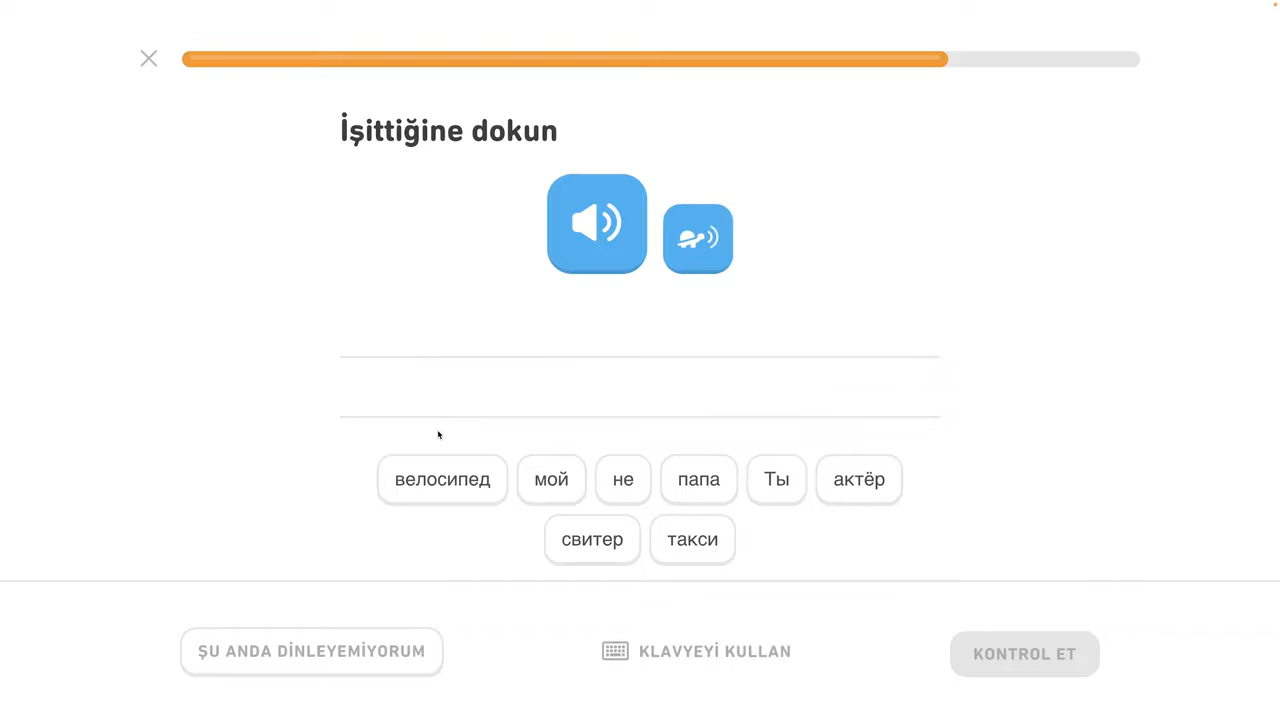 İşittiğine dokun
велосипед мой не папа Ты актёр
свитер такси
ŞU ANDA DİNLEYEMİYORUM KLAVYEYİ KULLAN KONTROL ET